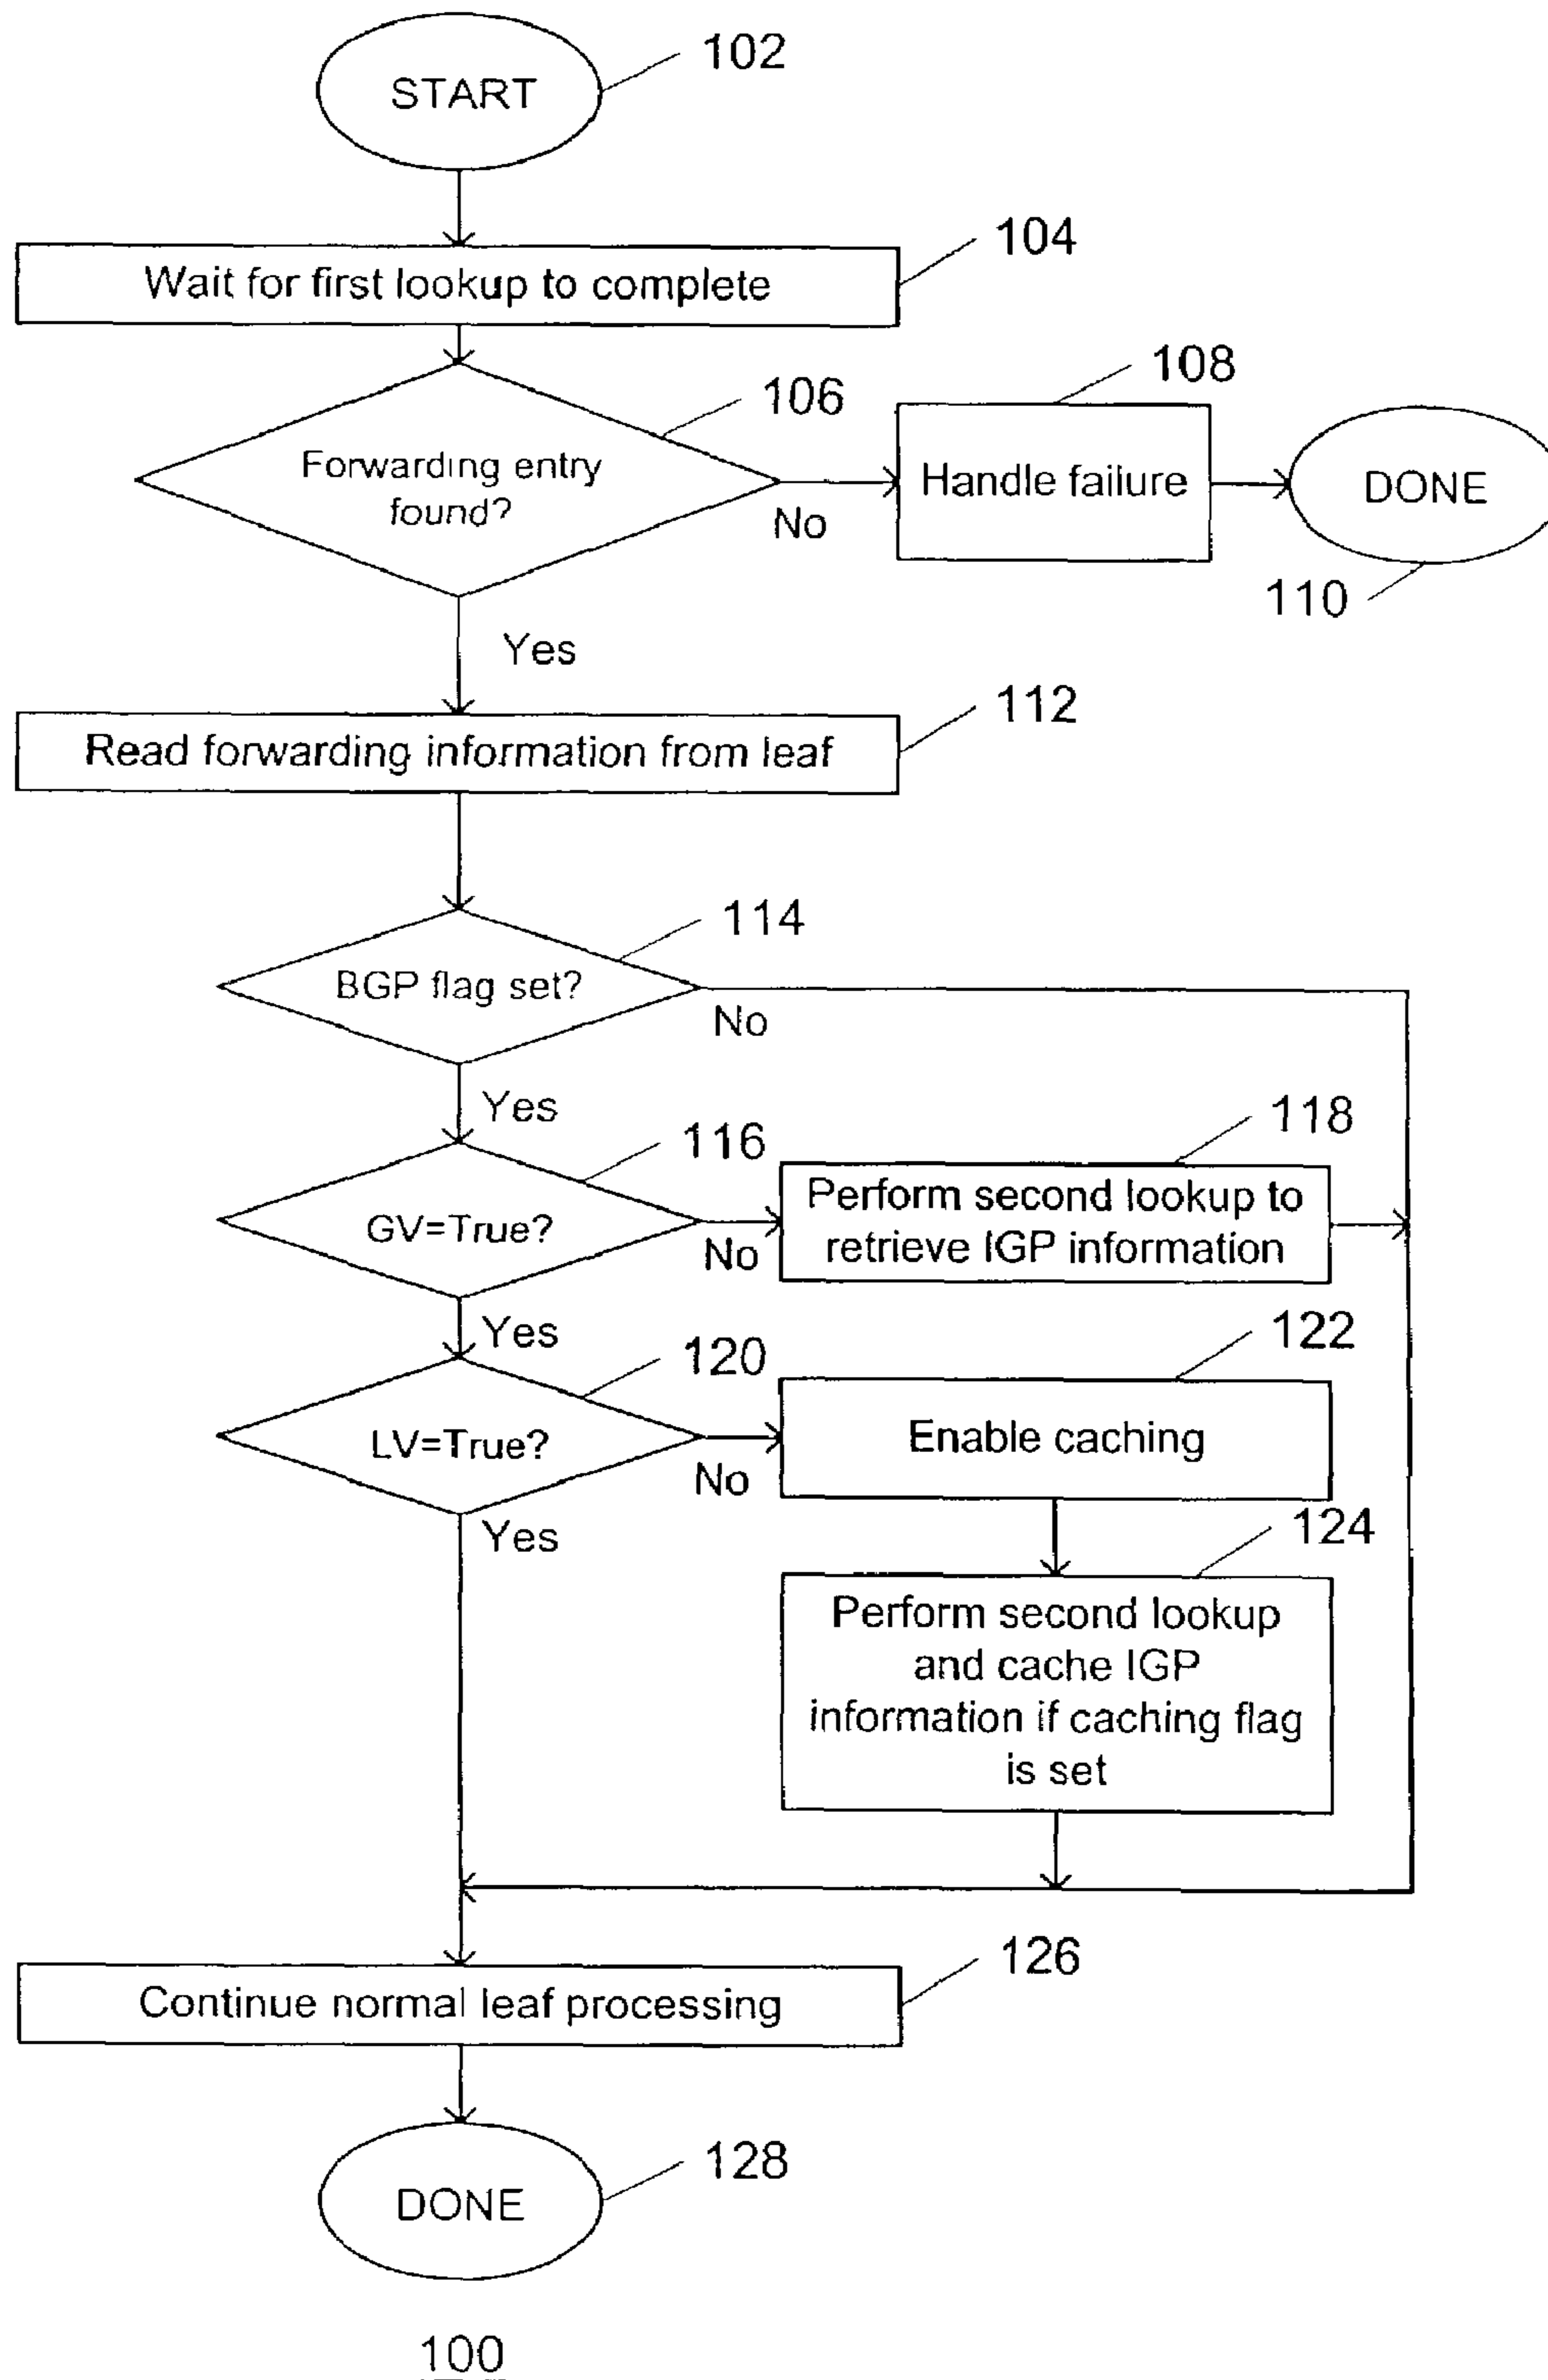 START
102
104
Wait for first lookup to complete
108
106
Forwarding entry
found?
Handle failure
DONE
No
110
Yes
112
Read forwarding information from leaf
114
BGP flag set?
No
Yes
116
118
Perform second lookup to
retrieve IGP information
GV=True?
No
Yes
120
122
Enable caching
LV=True?
No
Yes
124
Perform second lookup
and cache IGP
information if caching flag
is set
126
Continue normal leaf processing
128
DONE
100